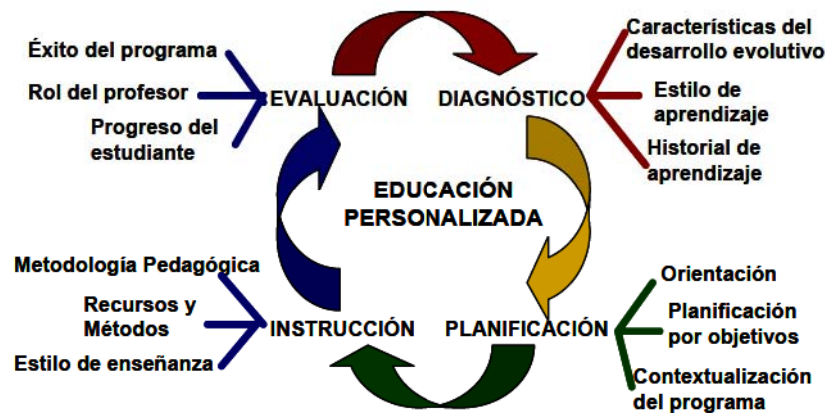 Éxito del programa
Rol del profesor
Progreso del
estudiante
EVALUACIÓN
DIAGNÓSTICO
Características del
desarrollo evolutivo
Estilo de
aprendizaje
Historial de
aprendizaje
EDUCACIÓN
PERSONALIZADA
Metodología Pedagógica
Recursos y
Métodos
Estilo de enseñanza
INSTRUCCIÓN
PLANIFICACIÓN
Orientación
Planificación
por objetivos
Contextualización
del programa